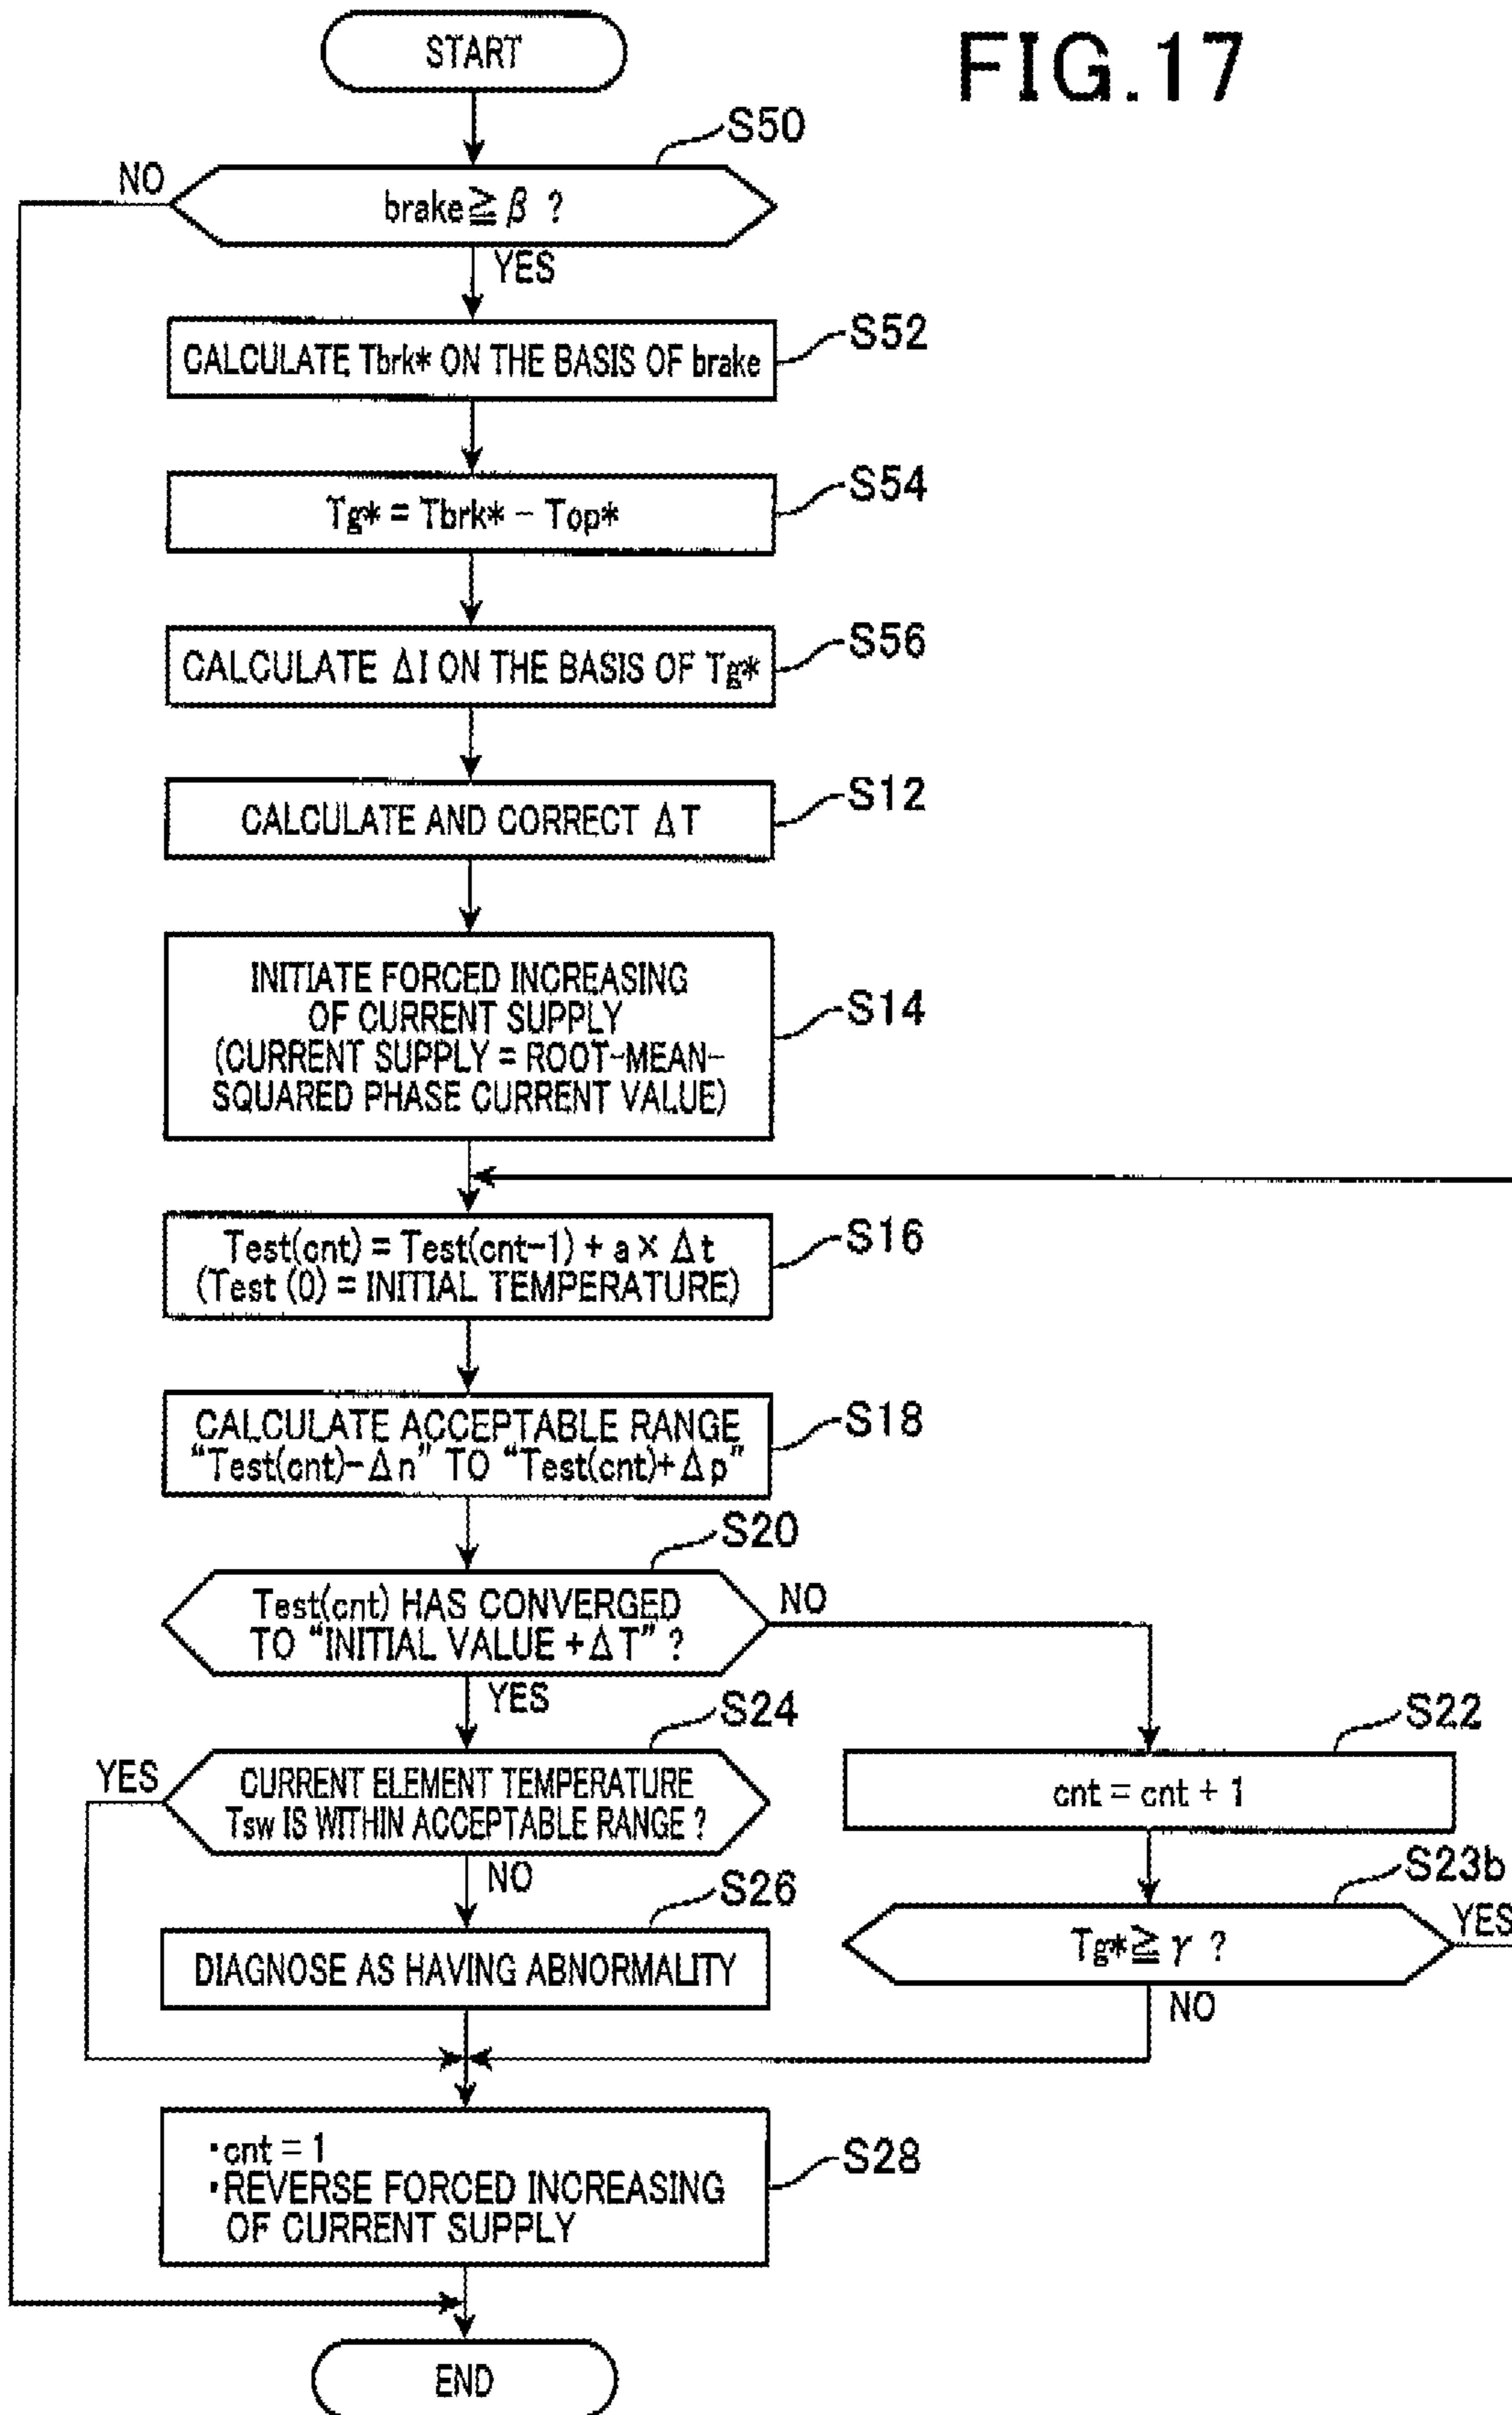 FIG.17
START
S50
NO
brake≧β ?
YES
S52
CALCULATE Tbrk* ON THE BASIS OF brake
S54
Tg* = Tbrk* − Top*
S56
CALCULATE ΔI ON THE BASIS OF Tg*
S12
CALCULATE AND CORRECT ΔT
S14
INITIATE FORCED INCREASING
OF CURRENT SUPPLY
(CURRENT SUPPLY = ROOT-MEAN-
SQUARED PHASE CURRENT VALUE)
S16
Test(cnt) = Test(cnt-1) + a × Δt
(Test (0) = INITIAL TEMPERATURE)
S18
CALCULATE ACCEPTABLE RANGE
“Test(cnt)-Δn” TO “Test(cnt)+Δp”
S20
Test(cnt) HAS CONVERGED
TO “INITIAL VALUE +ΔT” ?
NO
YES
S24
YES
CURRENT ELEMENT TEMPERATURE
Tsw IS WITHIN ACCEPTABLE RANGE ?
NO
S22
cnt = cnt + 1
S26
DIAGNOSE AS HAVING ABNORMALITY
S23b
Tg*≧γ ?
YES
NO
S28
・cnt = 1
・REVERSE FORCED INCREASING
OF CURRENT SUPPLY
END